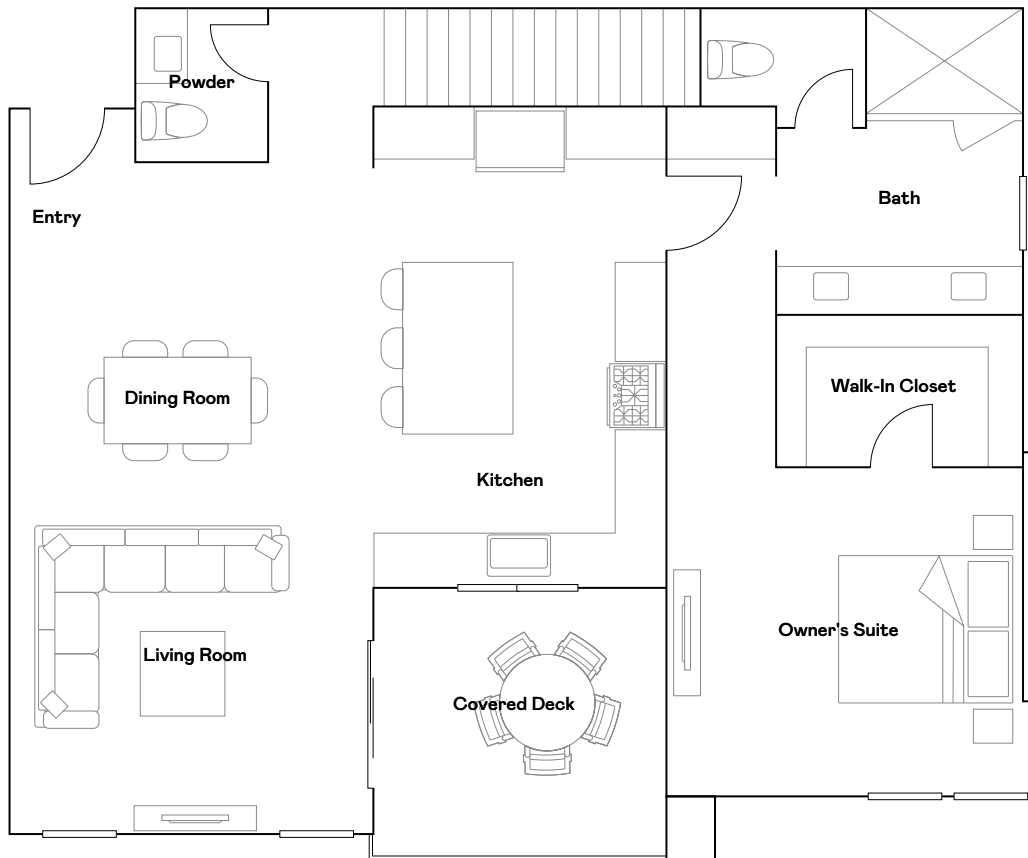 Powder
Bath
Entry
Walk-In Closet
Dining Room
Kitchen
Owner's Suite
Living Room
Covered Deck